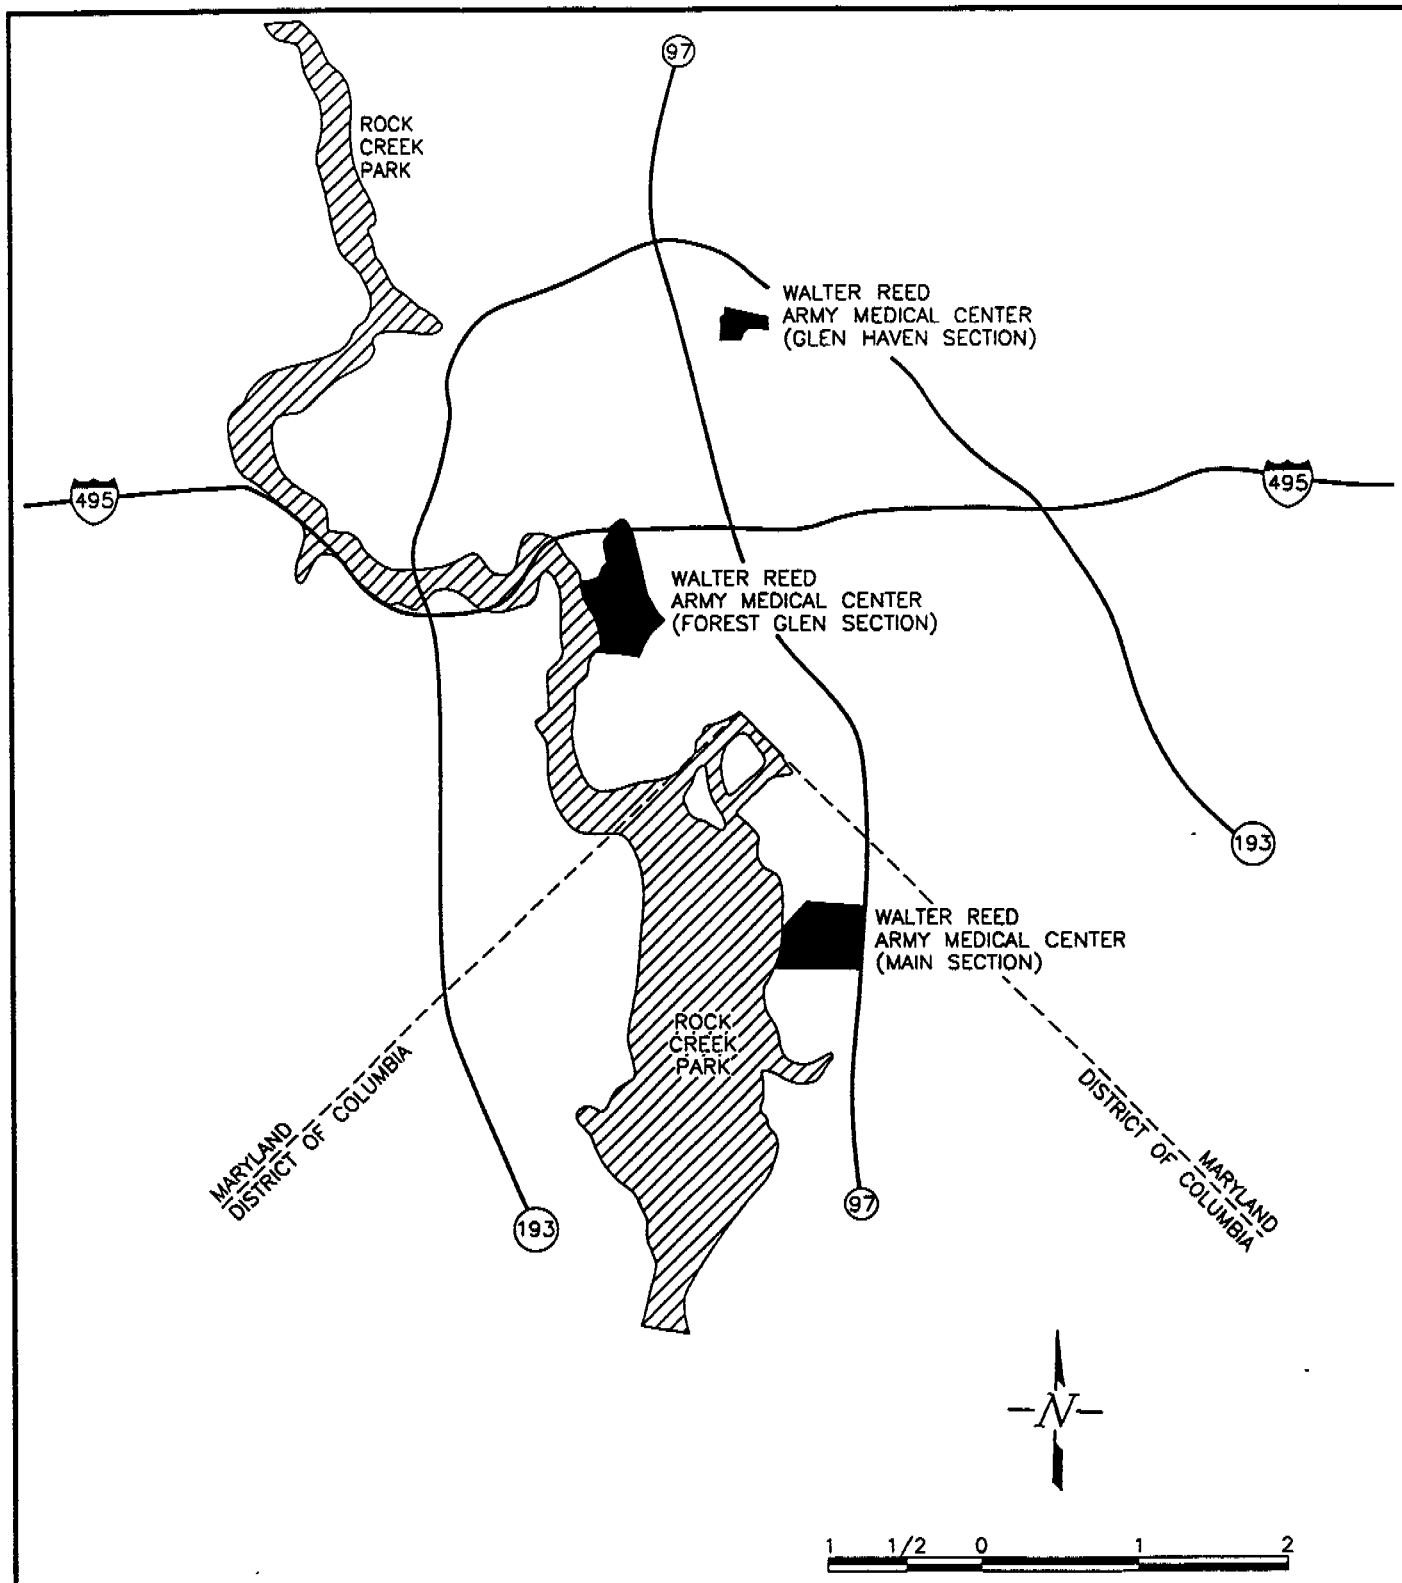 97
ROCK
CREEK
PARK
WALTER REED
ARMY MEDICAL CENTER
(GLEN HAVEN SECTION)
495
495
WALTER REED
ARMY MEDICAL CENTER
(FOREST GLEN SECTION)
193
WALTER REED
ARMY MEDICAL CENTER
(MAIN SECTION)
ROCK
CREEK
PARK
MARYLAND
DISTRICT OF COLUMBIA
MARYLAND
DISTRICT OF COLUMBIA
97
193
N
1 1/2 0 1 2